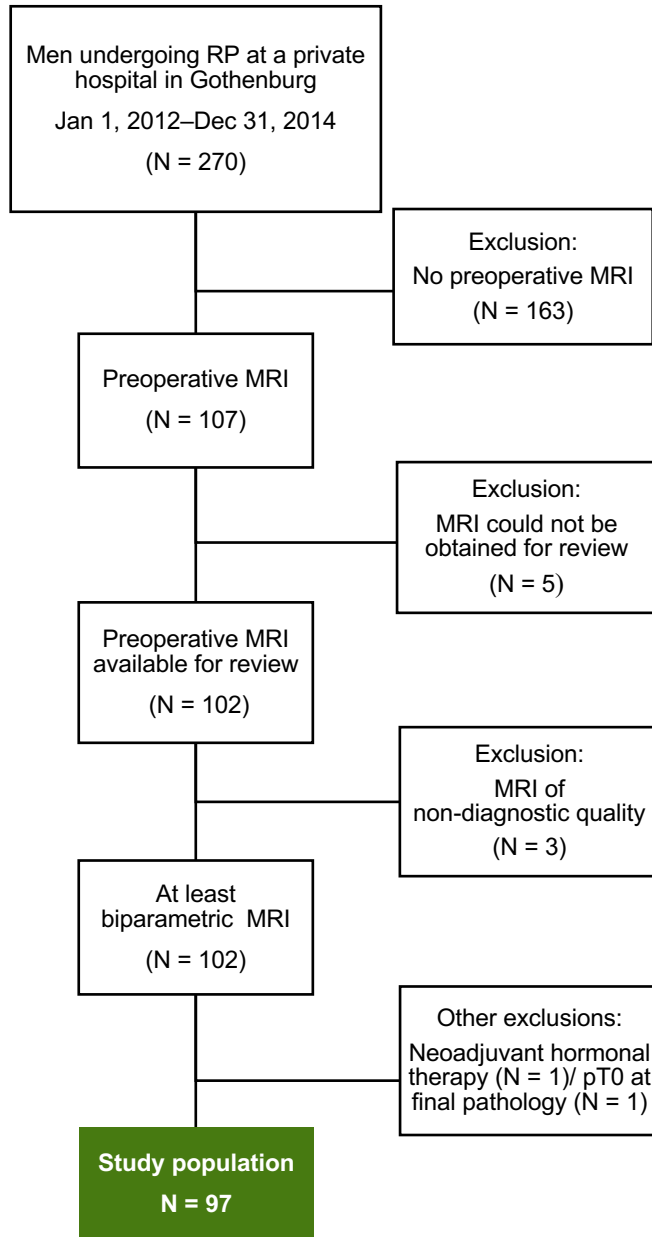 Men undergoing RP at a private
hospital in Gothenburg
Jan 1, 2012–Dec 31, 2014
(N = 270)
Exclusion:
No preoperative MRI
(N = 163)
Preoperative MRI
(N = 107)
Exclusion:
MRI could not be
obtained for review
(N = 5)
Preoperative MRI
available for review
(N = 102)
Exclusion:
MRI of
non-diagnostic quality
(N = 3)
At least
biparametric MRI
(N = 102)
Other exclusions:
Neoadjuvant hormonal
therapy (N = 1)/ pT0 at
final pathology (N = 1)
Study population
N = 97